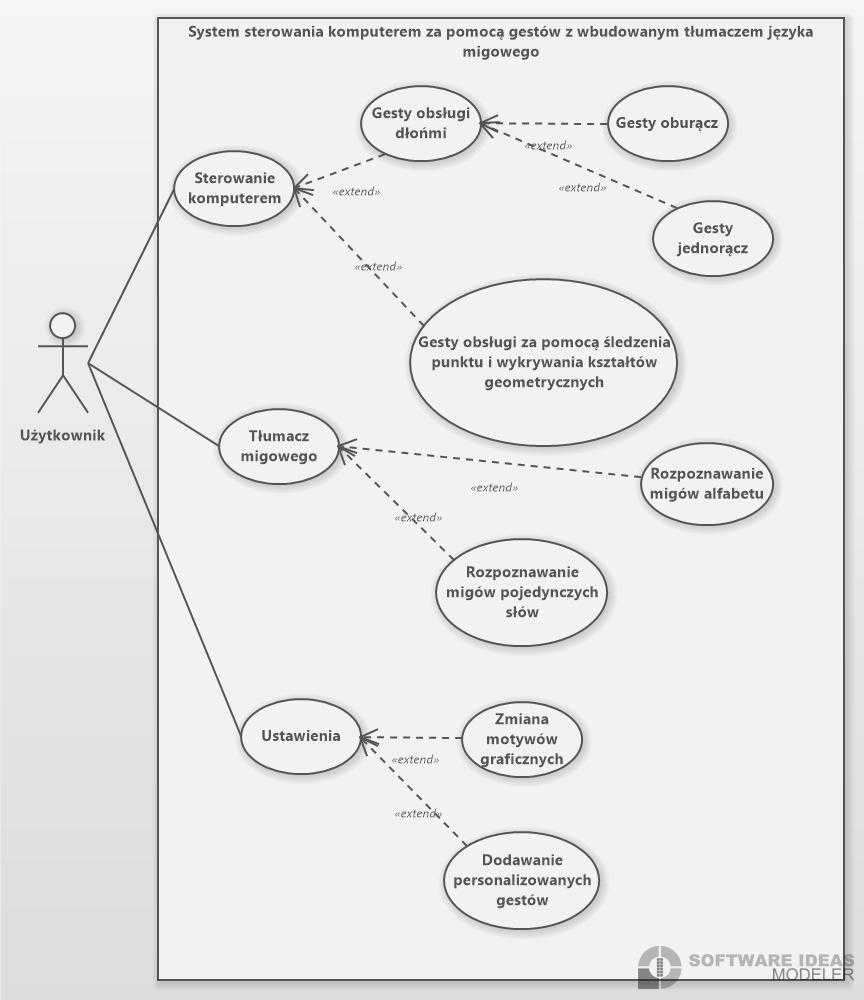 System sterowania komputerem za pomocą gestów z wbudowanym tłumaczem języka
migowego
Gesty obsługi
dłońmi
Gesty oburącz
«extend»
Sterowanie
komputerem
«extend»
«extend»
Gesty
jednorącz
«extend»
Gesty obsługi za pomocą śledzenia
punktu i wykrywania kształtów
geometrycznych
Użytkownik
Tłumacz
migowego
Rozpoznawanie
migów alfabetu
«extend»
«extend»
Rozpoznawanie
migów pojedynczych
słów
Ustawienia
Zmiana
motywów
graficznych
«extend»
«extend»
Dodawanie
personalizowanych
gestów
SOFTWARE IDEAS
MODELER